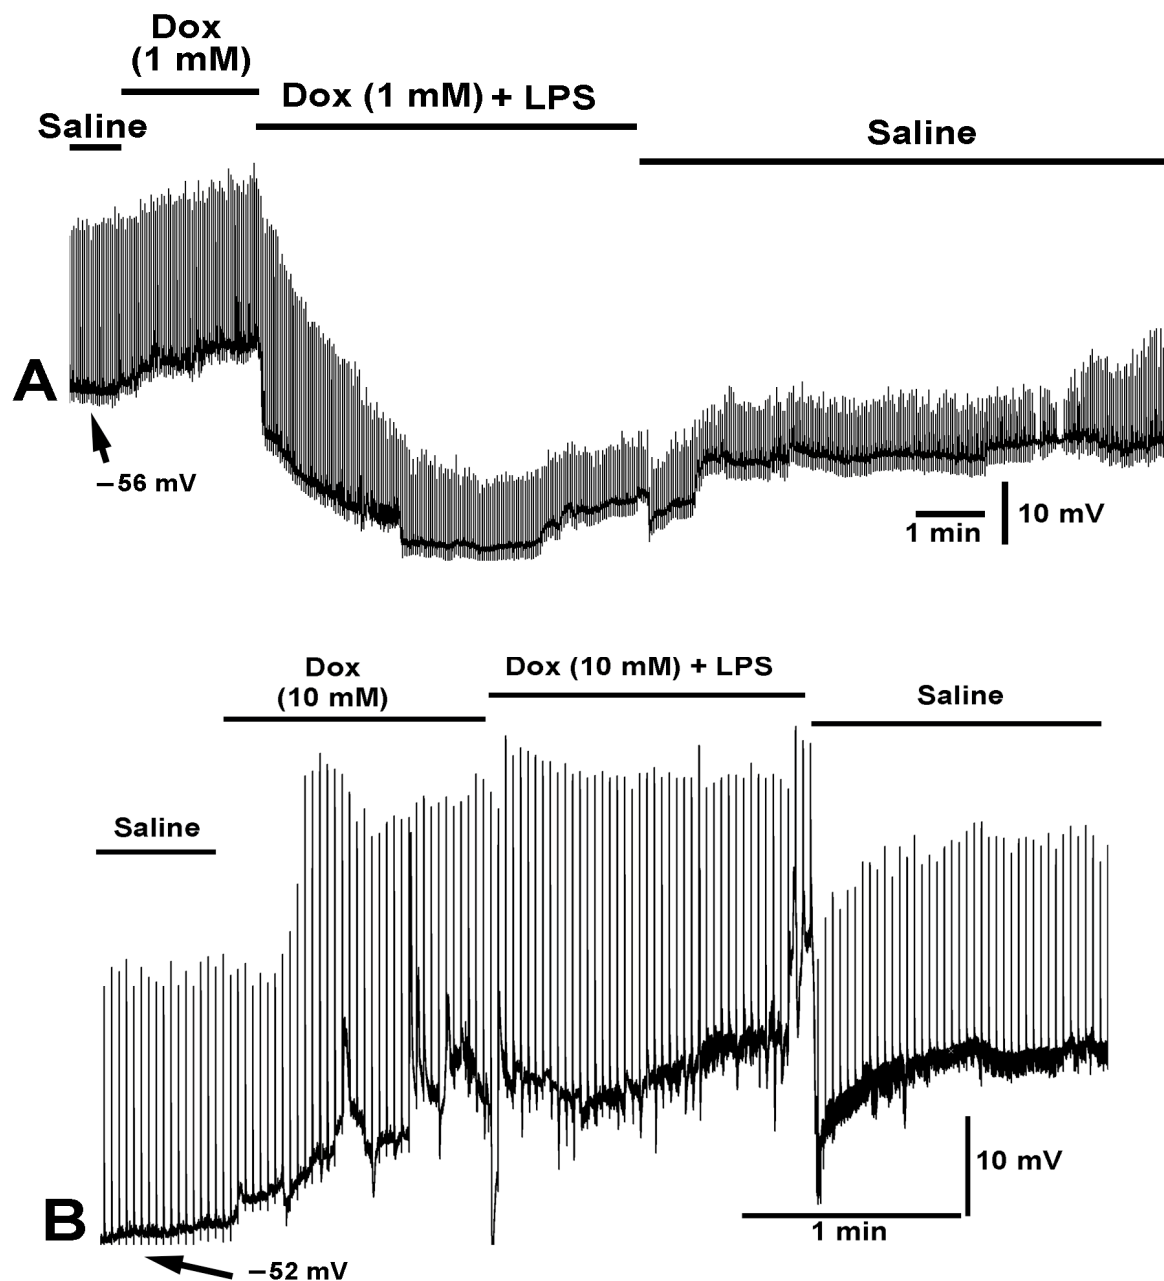 Dox
(1 mM)
Dox (1 mM) + LPS
Saline
Saline
A
−56 mV
1 min
10 mV
Dox
(10 mM)
Dox (10 mM) + LPS
Saline
Saline
10 mV
B
1 min
−52 mV